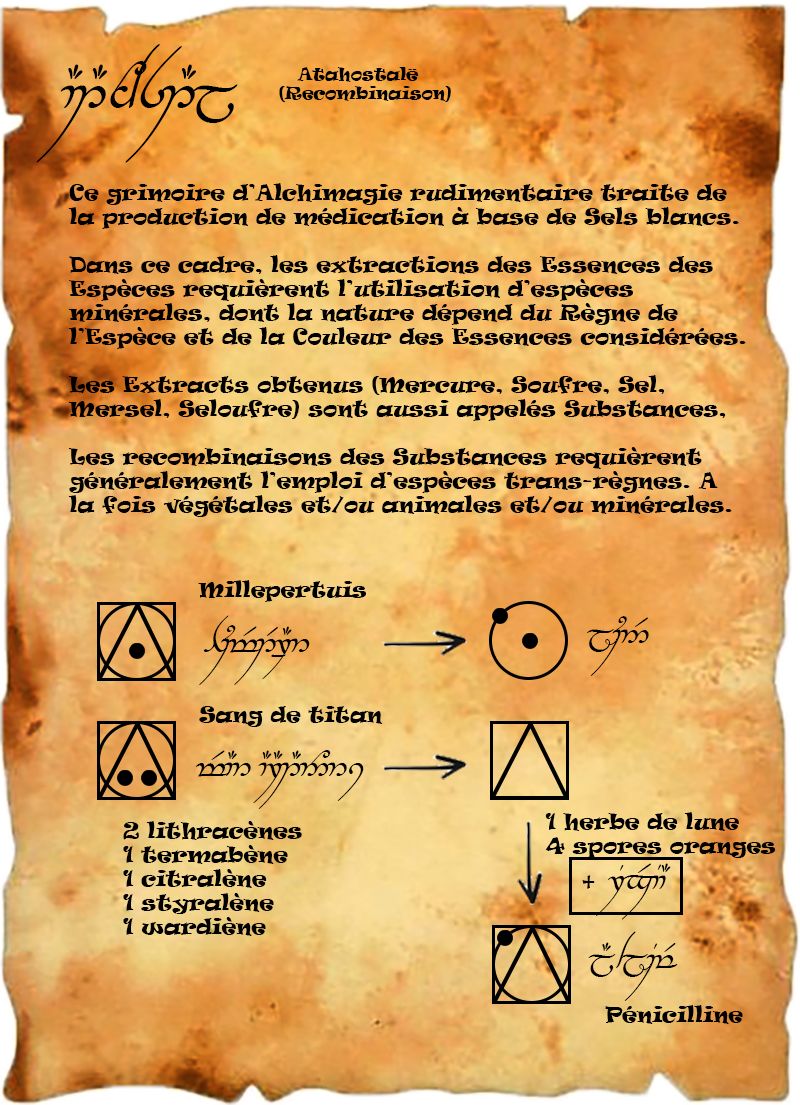 Atahostalë
(Recombinaison)
Ce grimoire d'Alchimagie rudimentaire traite de
la production de médication à base de Sels blancs.
Dans ce cadre, les extractions des Essences des
Espèces requièrent l'utilisation d'espèces
minérales, dont la nature dépend du Règne de
l'Espèce et de la Couleur des Essences considérées.
Les Extracts obtenus (Mercure, Soufre, Sel,
Mersel, Seloufre) sont aussi appelés Substances,
Les recombinaisons des Substances requièrent
généralement l'emploi d'espèces trans-règnes. A
la fois végétales et/ou animales et/ou minérales.
Millepertuis
Sang de titan
2 lithracènes
1 termabène
1 citralène
1 styralène
1 wardiène
1 herbe de lune
4 spores oranges
+
Pénicilline